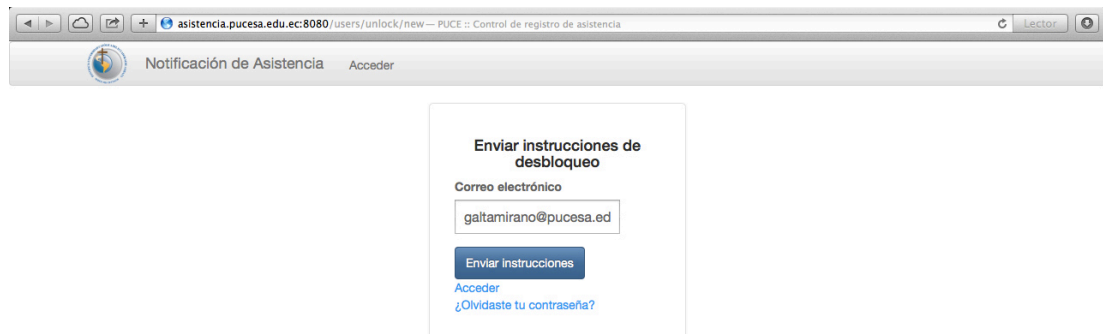 asistencia.pucesa.edu.ec:8080/users/unlock/new — PUCE :: Control de registro de asistencia
Lector
Notificación de Asistencia Acceder
Enviar instrucciones de
desbloqueo
Correo electrónico
galtamirano@pucesa.ed
Enviar instrucciones
Acceder
¿Olvidaste tu contraseña?